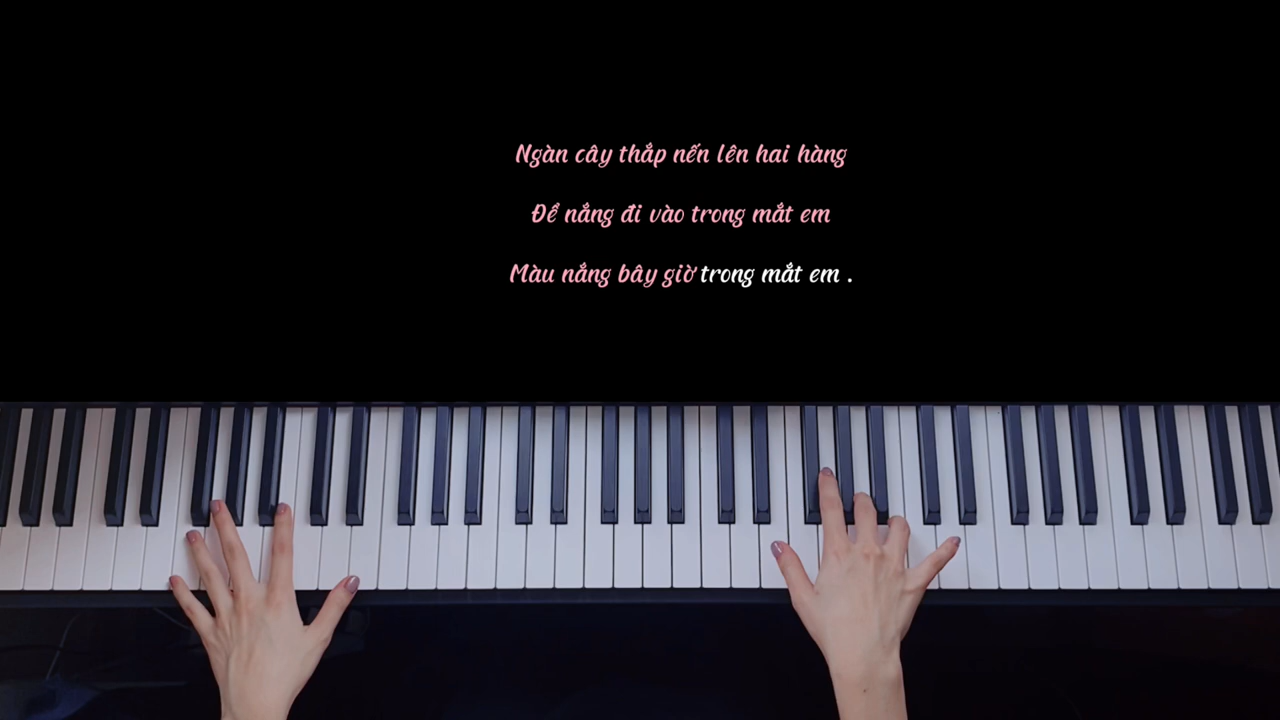 Ngàn cây thắp nến lên hai hàng
Để nắng đi vào trong mắt em
Màu nắng bây giờ trong mắt em .